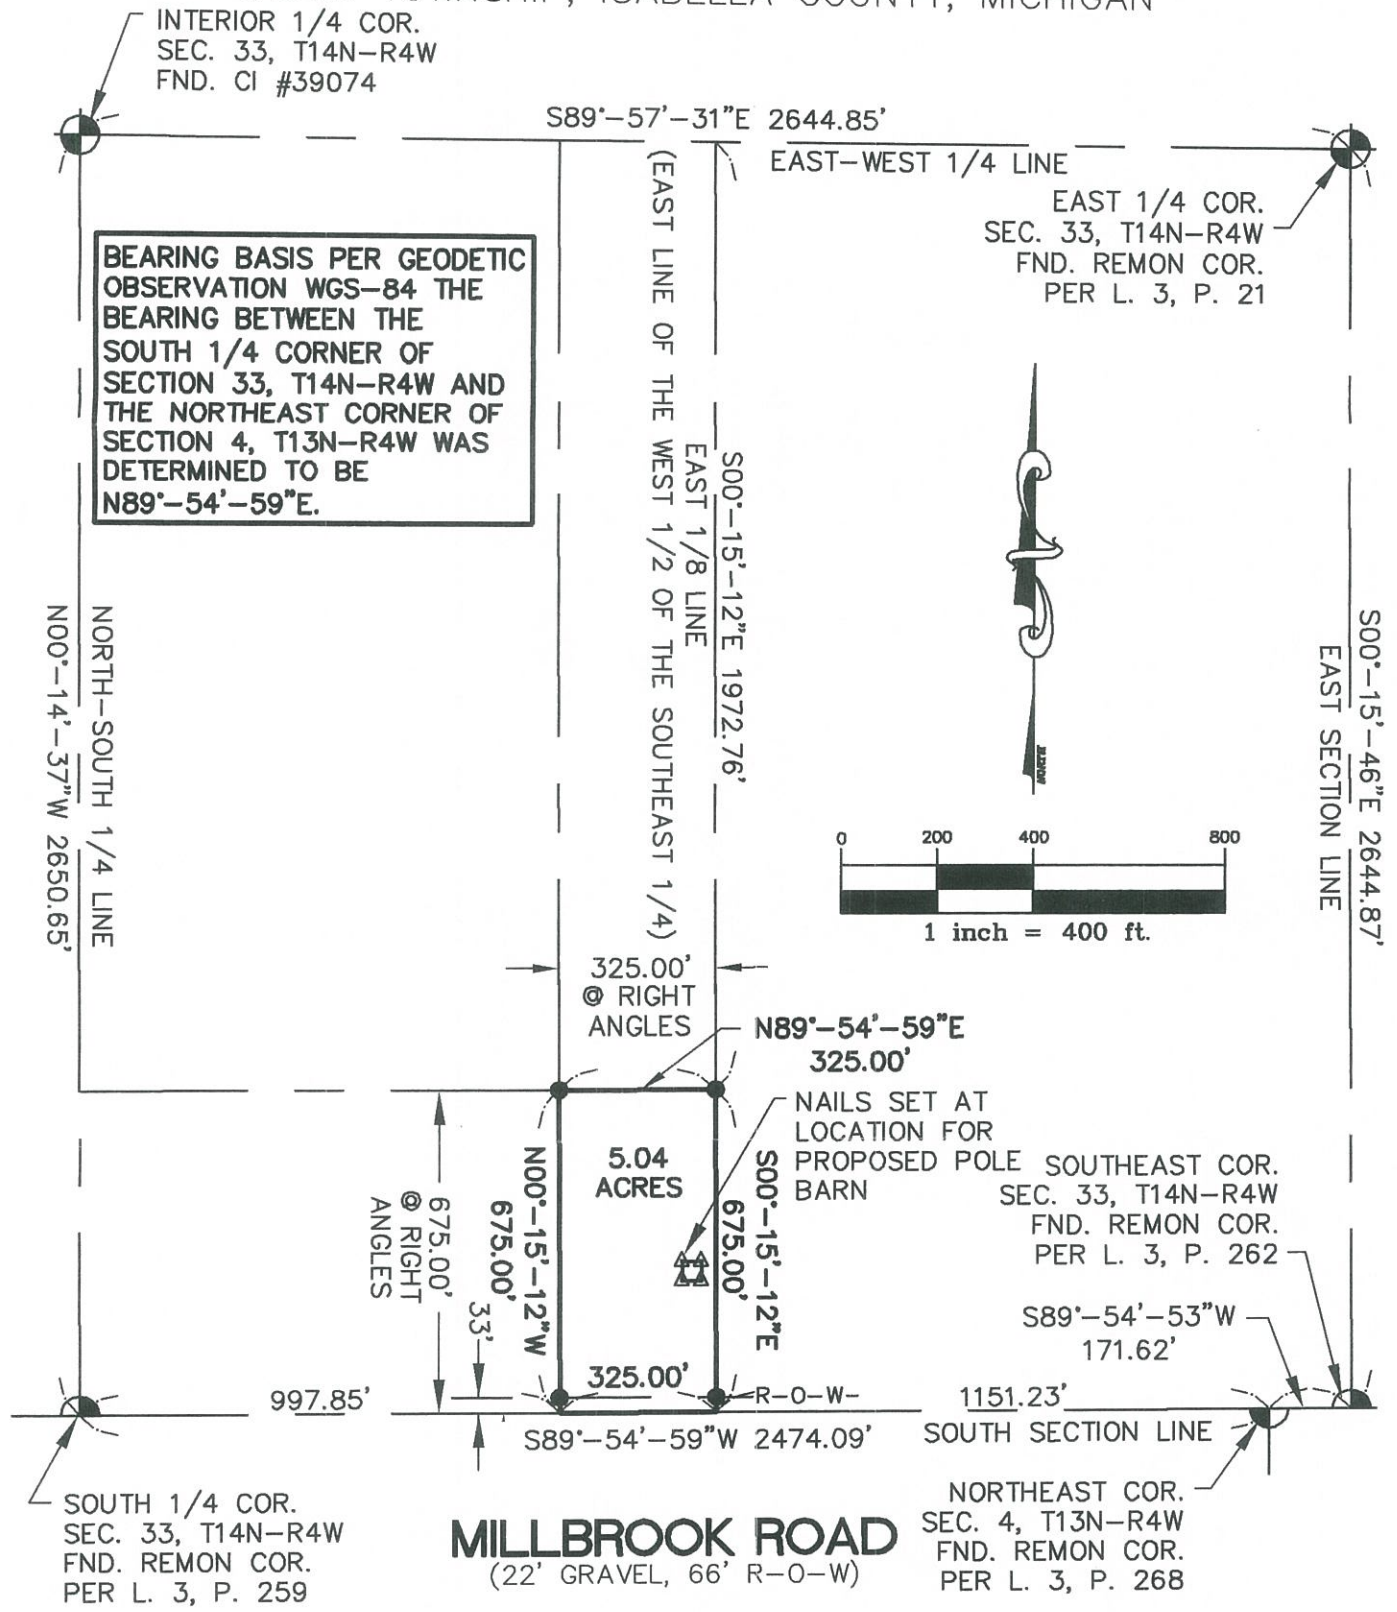 ISABELLA COUNTY, MICHIGAN
INTERIOR 1/4 COR.
SEC. 33, T14N-R4W
FND. CI #39074
S89°-57'-31"E 2644.85'
EAST-WEST 1/4 LINE
EAST 1/4 COR.
SEC. 33, T14N-R4W
FND. REMON COR.
PER L. 3, P. 21
BEARING BASIS PER GEODETIC
OBSERVATION WGS-84 THE
BEARING BETWEEN THE
SOUTH 1/4 CORNER OF
SECTION 33, T14N-R4W AND
THE NORTHEAST CORNER OF
SECTION 4, T13N-R4W WAS
DETERMINED TO BE
N89°-54'-59"E.
(EAST LINE OF THE WEST 1/2 OF THE SOUTHEAST 1/4)
EAST 1/8 LINE
S00°-15'-12"E 1972.76'
NORTH-SOUTH 1/4 LINE
N00°-14'-37"W 2650.65'
S00°-15'-46"E 2644.87'
EAST SECTION LINE
0 200 400 800
1 inch = 400 ft.
325.00'
@ RIGHT
ANGLES
N89°-54'-59"E
325.00'
NAILS SET AT
LOCATION FOR
PROPOSED POLE
BARN
5.04
ACRES
N00°-15'-12"W
675.00'
S00°-15'-12"E
675.00'
675.00'
@ RIGHT
ANGLES
33'
SOUTHEAST COR.
SEC. 33, T14N-R4W
FND. REMON COR.
PER L. 3, P. 262
S89°-54'-53"W
171.62'
325.00'
R-O-W-
997.85'
1151.23'
S89°-54'-59"W 2474.09'
SOUTH SECTION LINE
SOUTH 1/4 COR.
SEC. 33, T14N-R4W
FND. REMON COR.
PER L. 3, P. 259
MILLBROOK ROAD
(22' GRAVEL, 66' R-O-W)
NORTHEAST COR.
SEC. 4, T13N-R4W
FND. REMON COR.
PER L. 3, P. 268